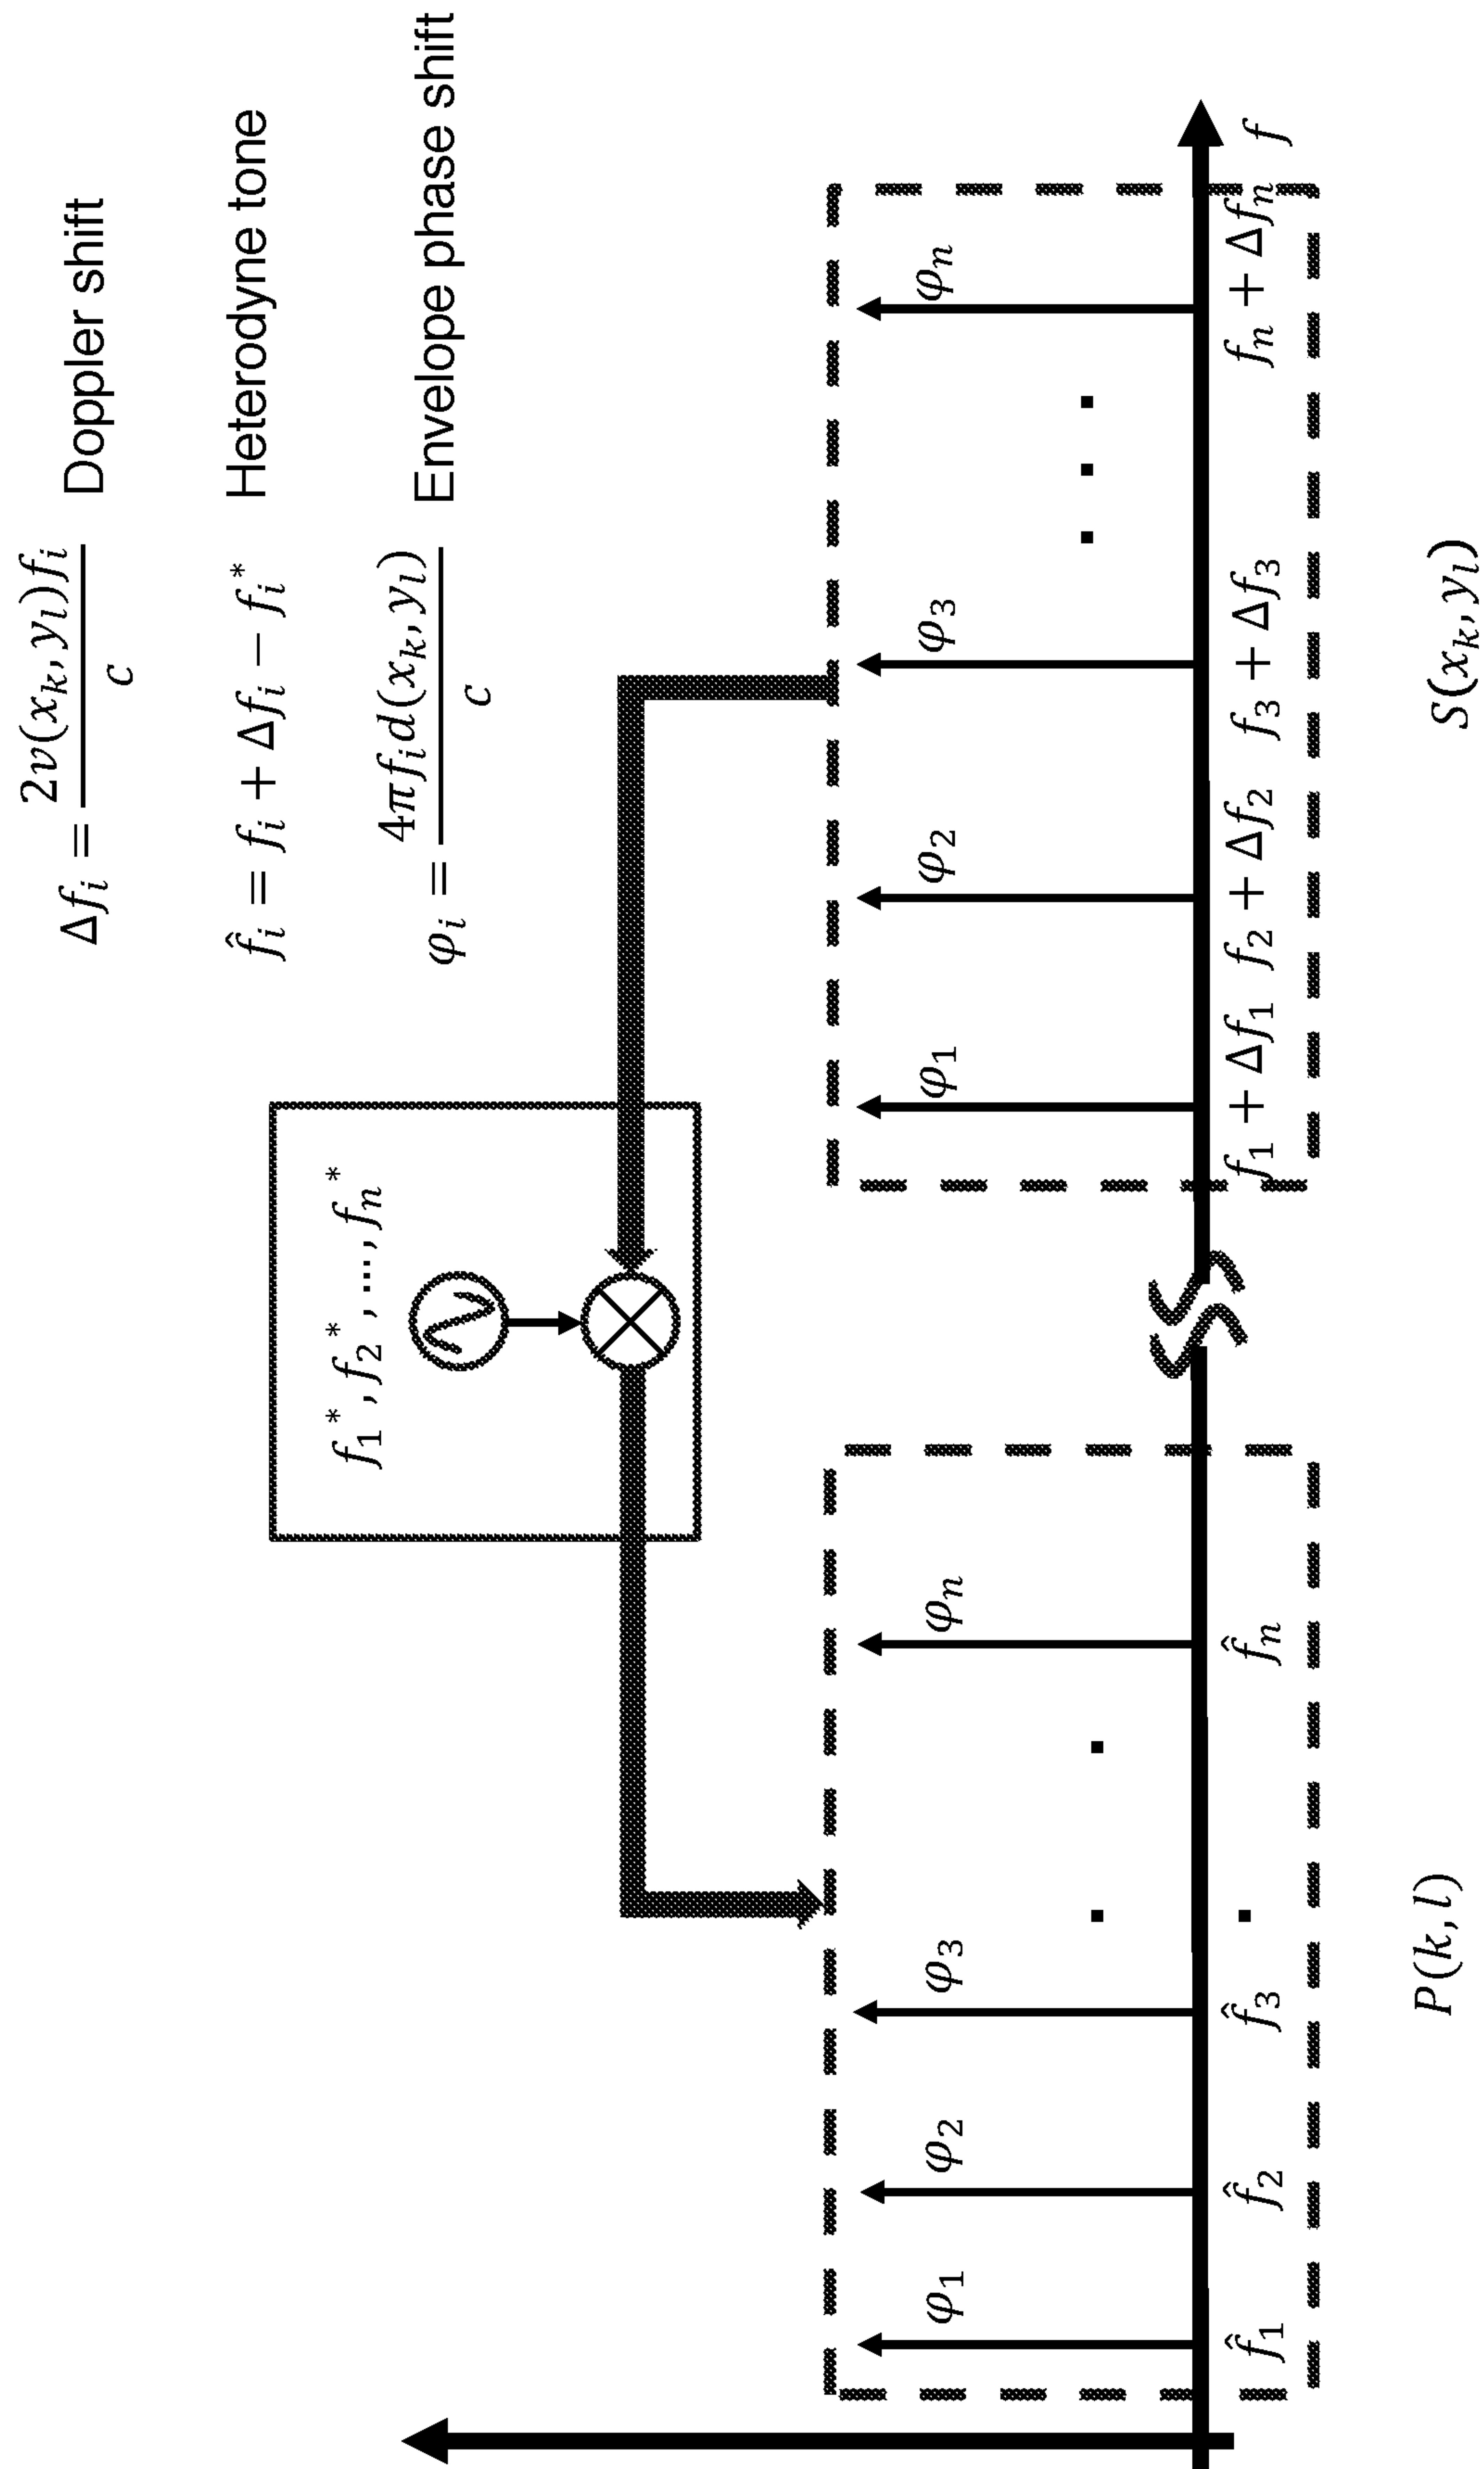 Δf_i = 2v(x_k, y_l)f_i / c Doppler shift
f̂_i = f_i + Δf_i − f_i* Heterodyne tone
φ_i = 4πf_i d(x_k, y_l) / c Envelope phase shift
f_1*, f_2*, ..., f_n*
φ_1 φ_2 φ_3 . . φ_n
φ_1 φ_2 φ_3 . . . φ_n
f̂_1 f̂_2 f̂_3 . f̂_n
f_1 + Δf_1 f_2 + Δf_2 f_3 + Δf_3 f_n + Δf_n f
P(k, l)
S(x_k, y_l)